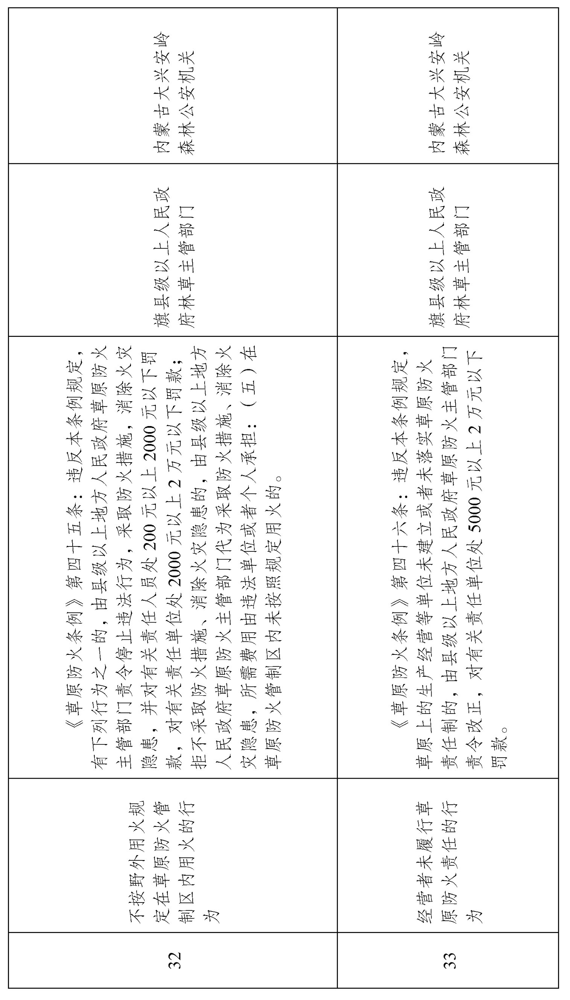 32
不按野外用火规
定在草原防火管
制区内用火的行
为
《草原防火条例》第四十五条：违反本条例规定，
有下列行为之一的，由县级以上地方人民政府草原防火
主管部门责令停止违法行为，采取防火措施，消除火灾
隐患，并对有关责任人员处 200 元以上 2000 元以下罚
款，对有关责任单位处 2000 元以上 2 万元以下罚款；
拒不采取防火措施、消除火灾隐患的，由县级以上地方
人民政府草原防火主管部门代为采取防火措施、消除火
灾隐患，所需费用由违法单位或者个人承担：（五）在
草原防火管制区内未按照规定用火的。
旗县级以上人民政
府林草主管部门
内蒙古大兴安岭
森林公安机关
33
经营者未履行草
原防火责任的行
为
《草原防火条例》第四十六条：违反本条例规定，
草原上的生产经营等单位未建立或者未落实草原防火
责任制的，由县级以上地方人民政府草原防火主管部门
责令改正，对有关责任单位处 5000 元以上 2 万元以下
罚款。
旗县级以上人民政
府林草主管部门
内蒙古大兴安岭
森林公安机关